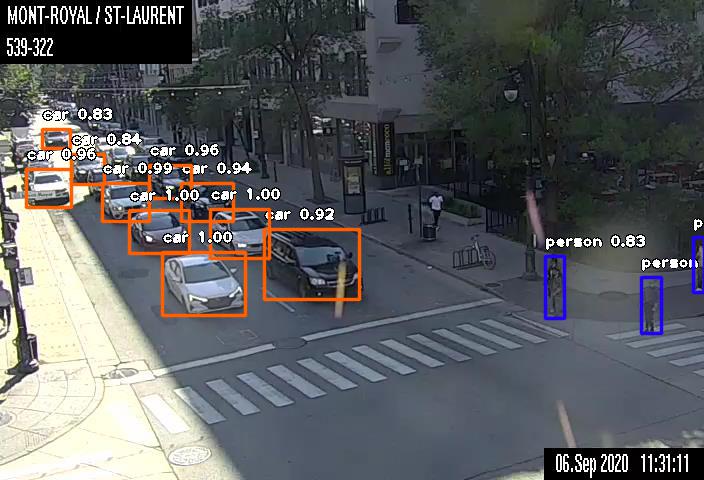 MONT-ROYAL / ST-LAURENT
539-322
car 0.83
car 0.84
car 0.96
car 0.96
car 0.99
car 0.94
car 1.00
car 1.00
car 0.92
car 1.00
person 0.83
person
p
06.Sep 2020 11:31:11